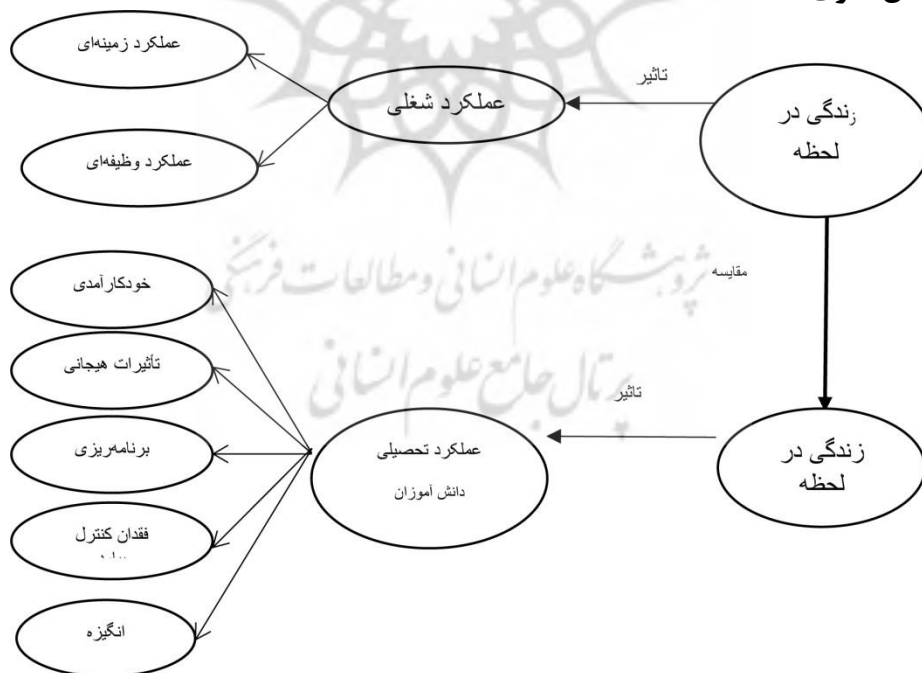 زندگی در
لحظه
تاثیر
عملکرد شغلی
عملکرد زمینه‌ای
عملکرد وظیفه‌ای
مقایسه
پژوهشگاه علوم انسانی و مطالعات فرهنگی
پرتال جامع علوم انسانی
زندگی در
لحظه
تاثیر
عملکرد تحصیلی
دانش آموزان
خودکارآمدی
تأثیرات هیجانی
برنامه‌ریزی
فقدان کنترل
انگیزه